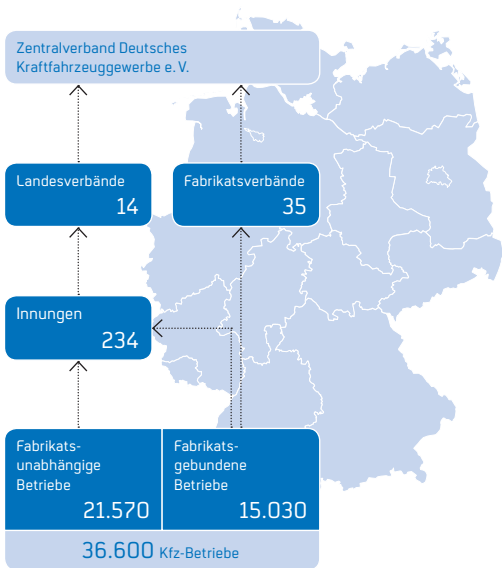 Zentralverband Deutsches
Kraftfahrzeuggewerbe e. V.
Landesverbände
14
Fabrikatsverbände
35
Innungen
234
Fabrikats-
unabhängige
Betriebe
21.570
Fabrikats-
gebundene
Betriebe
15.030
36.600 Kfz-Betriebe